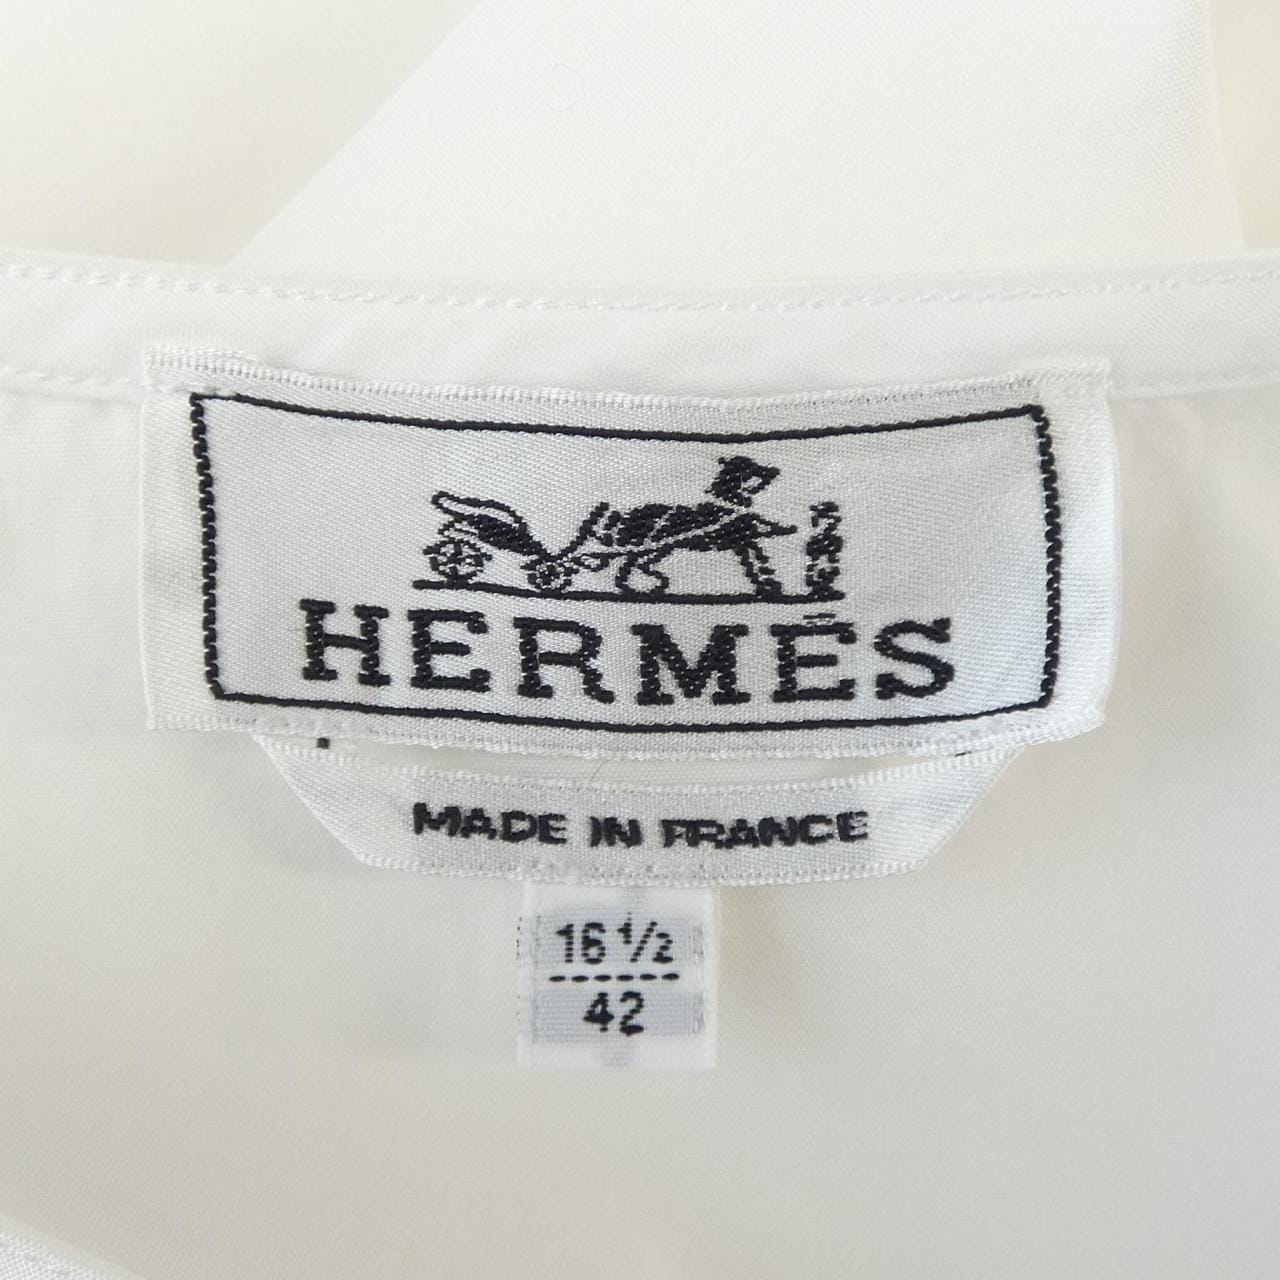 HERMÈS
MADE IN FRANCE
16 1/2
42